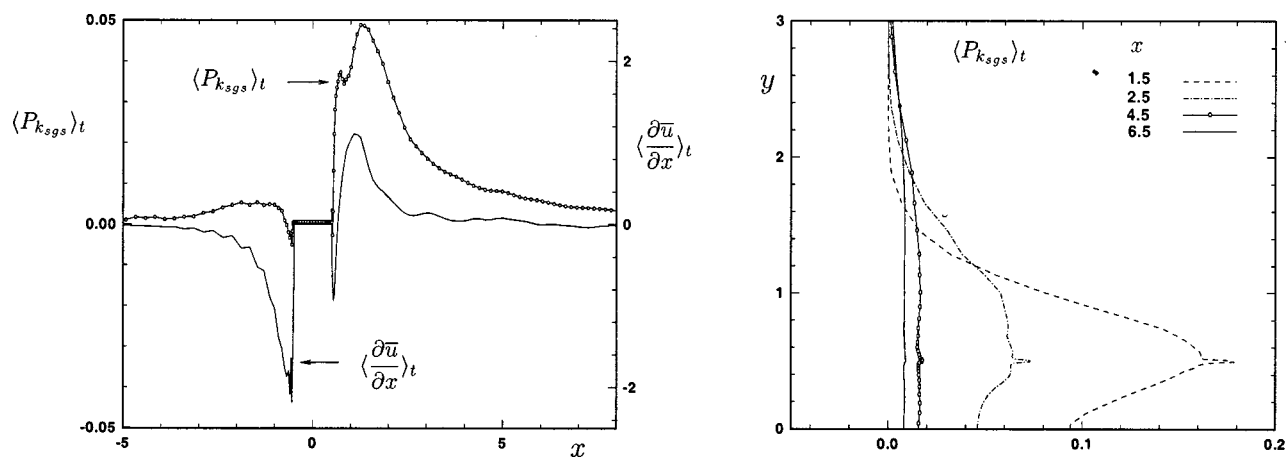 0.05
0.00
-0.05
⟨P_{k_{sgs}}⟩_t
⟨P_{k_{sgs}}⟩_t
⟨∂u̅/∂x⟩_t
-5
0
5
x
2
0
-2
⟨∂u̅/∂x⟩_t
3
y
2
1
0
⟨P_{k_{sgs}}⟩_t
x
1.5
2.5
4.5
6.5
0.0
0.1
0.2